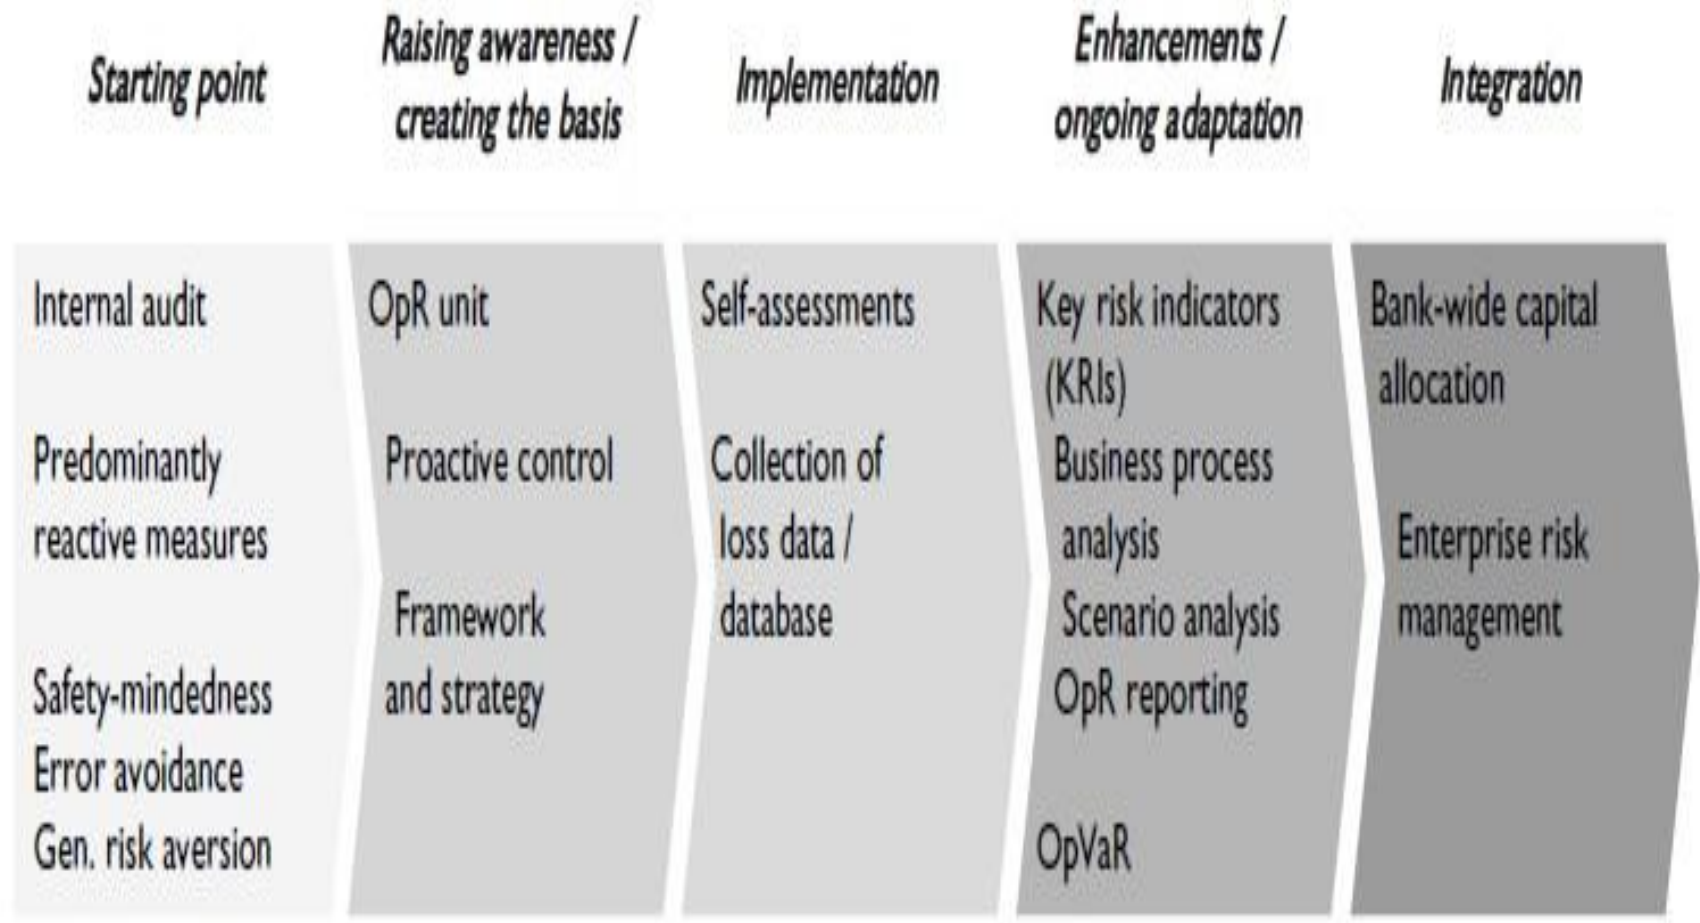 Starting point
Raising awareness /
creating the basis
Implementation
Enhancements /
ongoing adaptation
Integration
Internal audit
Predominantly
reactive measures
Safety-mindedness
Error avoidance
Gen. risk aversion
OpR unit
Proactive control
Framework
and strategy
Self-assessments
Collection of
loss data /
database
Key risk indicators
(KRIs)
Business process
analysis
Scenario analysis
OpR reporting
OpVaR
Bank-wide capital
allocation
Enterprise risk
management